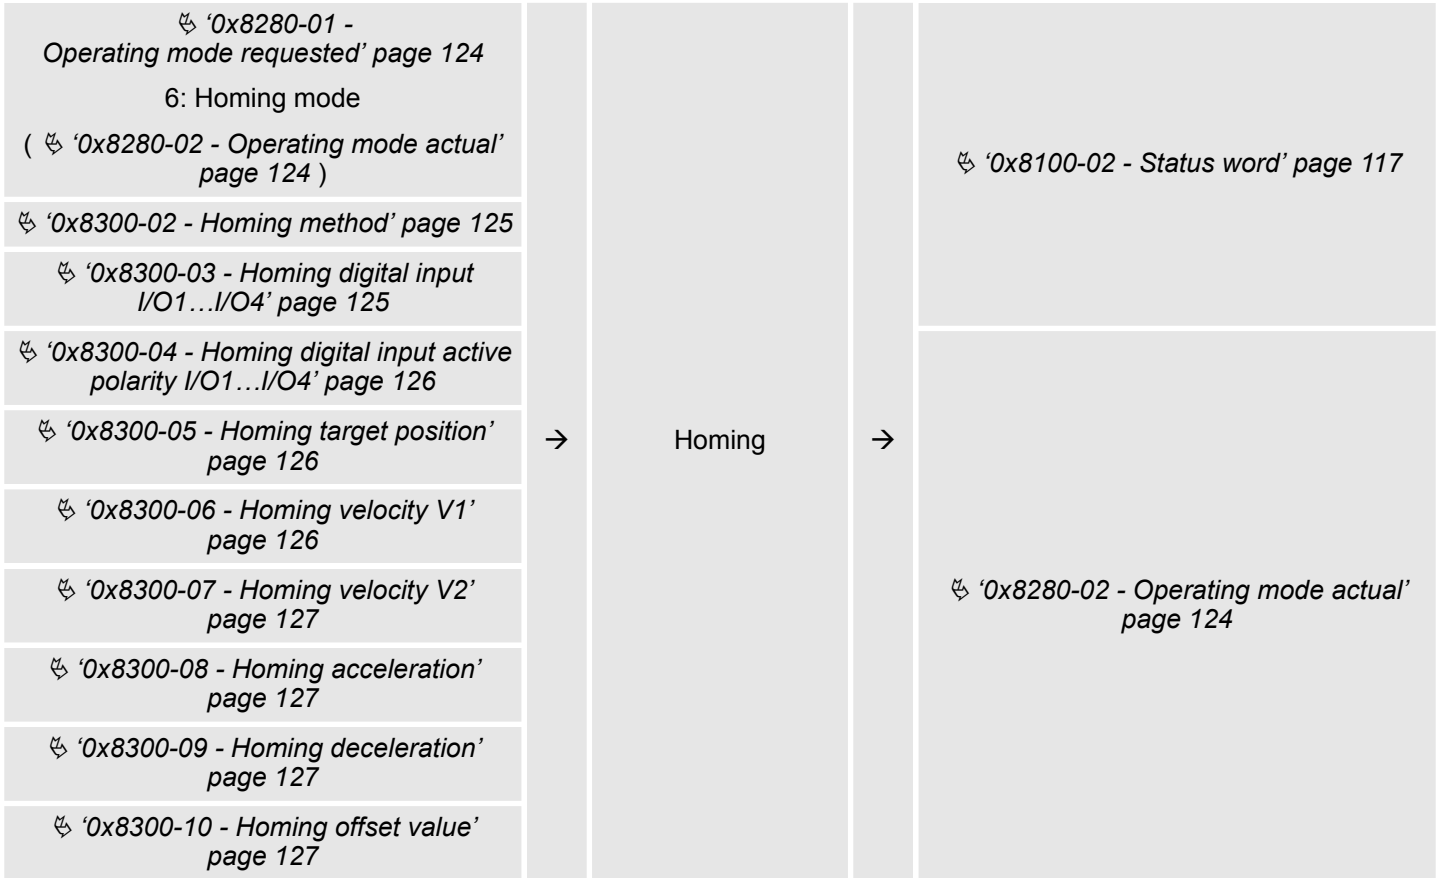 ↳ ‘0x8280-01 -
Operating mode requested’ page 124
6: Homing mode
( ↳ ‘0x8280-02 - Operating mode actual’
page 124 )
↳ ‘0x8300-02 - Homing method’ page 125
↳ ‘0x8300-03 - Homing digital input
I/O1…I/O4’ page 125
↳ ‘0x8300-04 - Homing digital input active
polarity I/O1…I/O4’ page 126
↳ ‘0x8300-05 - Homing target position’
page 126
↳ ‘0x8300-06 - Homing velocity V1’
page 126
↳ ‘0x8300-07 - Homing velocity V2’
page 127
↳ ‘0x8300-08 - Homing acceleration’
page 127
↳ ‘0x8300-09 - Homing deceleration’
page 127
↳ ‘0x8300-10 - Homing offset value’
page 127
→
Homing
→
↳ ‘0x8100-02 - Status word’ page 117
↳ ‘0x8280-02 - Operating mode actual’
page 124